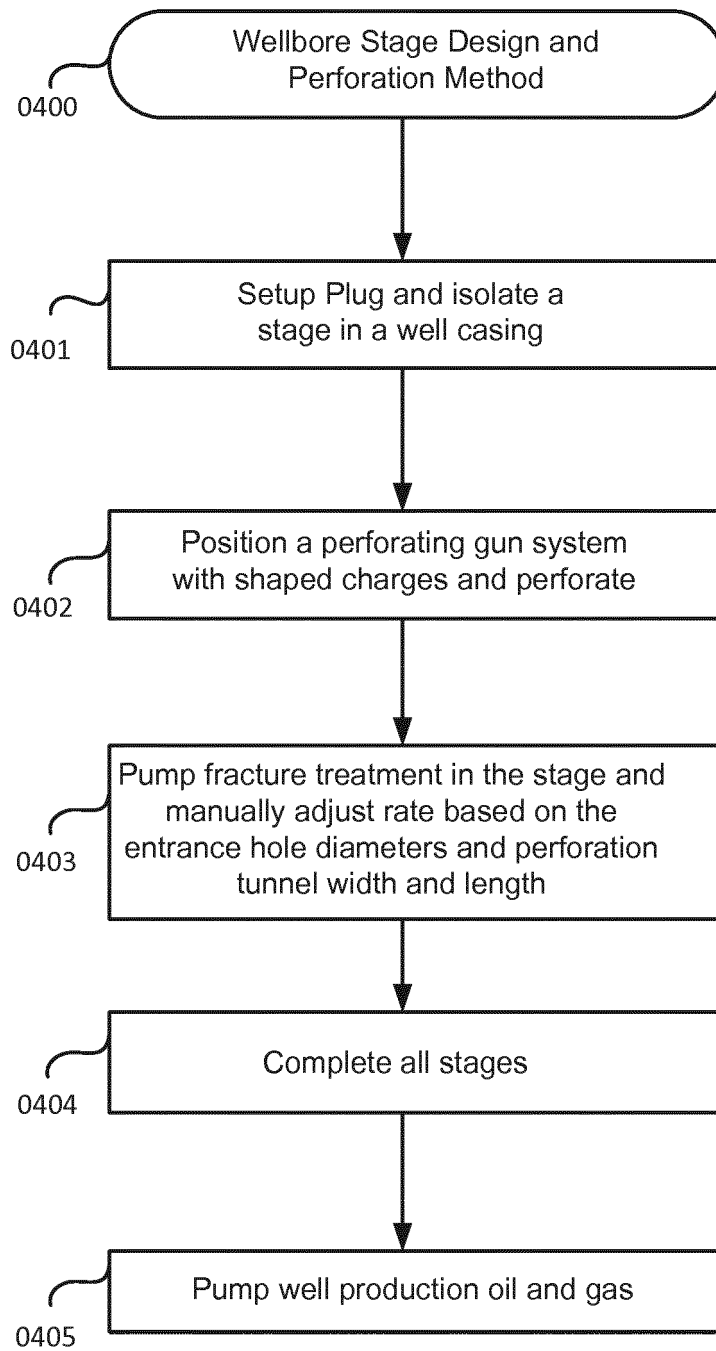 Wellbore Stage Design and
Perforation Method
0400
Setup Plug and isolate a
stage in a well casing
0401
Position a perforating gun system
with shaped charges and perforate
0402
Pump fracture treatment in the stage and
manually adjust rate based on the
entrance hole diameters and perforation
tunnel width and length
0403
Complete all stages
0404
Pump well production oil and gas
0405